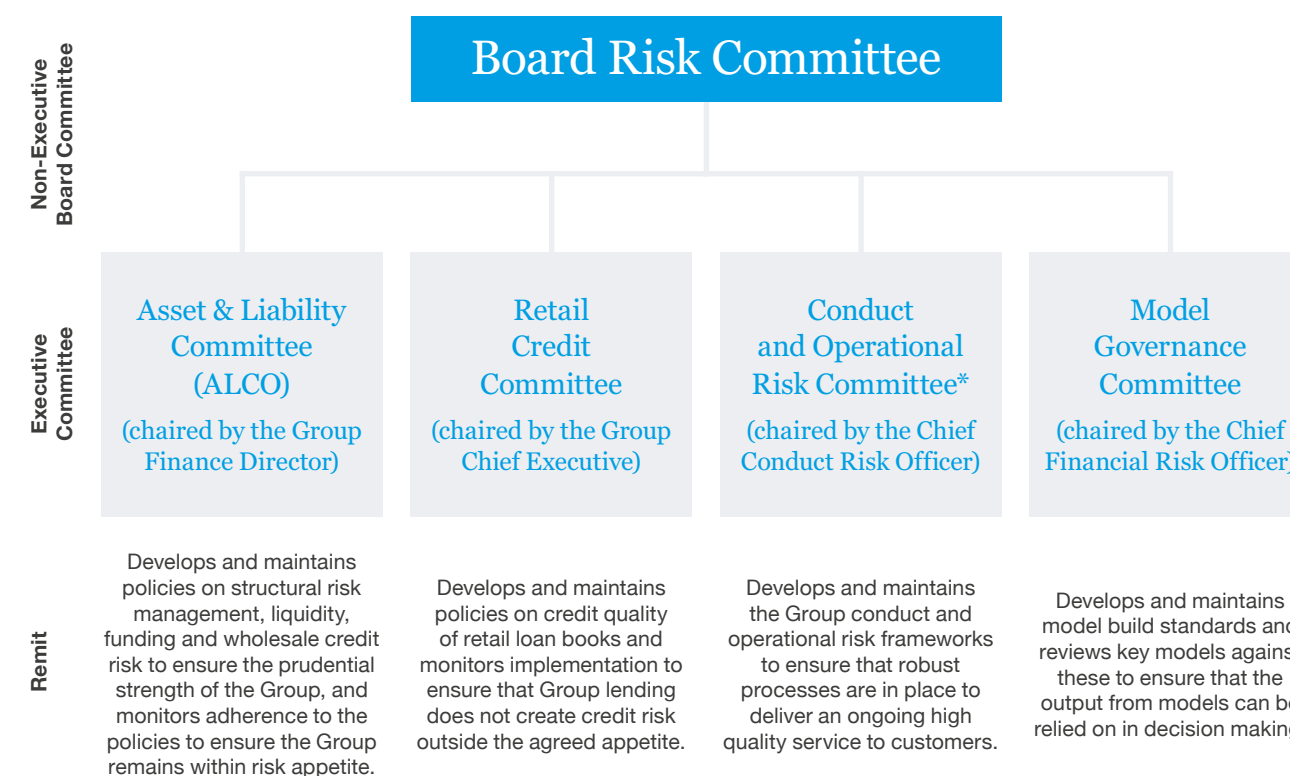 Non-Executive
Board Committee
Board Risk Committee
Executive
Committee
Asset & Liability
Committee
(ALCO)
(chaired by the Group
Finance Director)
Retail
Credit
Committee
(chaired by the Group
Chief Executive)
Conduct
and Operational
Risk Committee*
(chaired by the Chief
Conduct Risk Officer)
Model
Governance
Committee
(chaired by the Chief
Financial Risk Officer)
Remit
Develops and maintains
policies on structural risk
management, liquidity,
funding and wholesale credit
risk to ensure the prudential
strength of the Group, and
monitors adherence to the
policies to ensure the Group
remains within risk appetite.
Develops and maintains
policies on credit quality
of retail loan books and
monitors implementation to
ensure that Group lending
does not create credit risk
outside the agreed appetite.
Develops and maintains
the Group conduct and
operational risk frameworks
to ensure that robust
processes are in place to
deliver an ongoing high
quality service to customers.
Develops and maintains
model build standards and
reviews key models agains
these to ensure that the
output from models can be
relied on in decision making